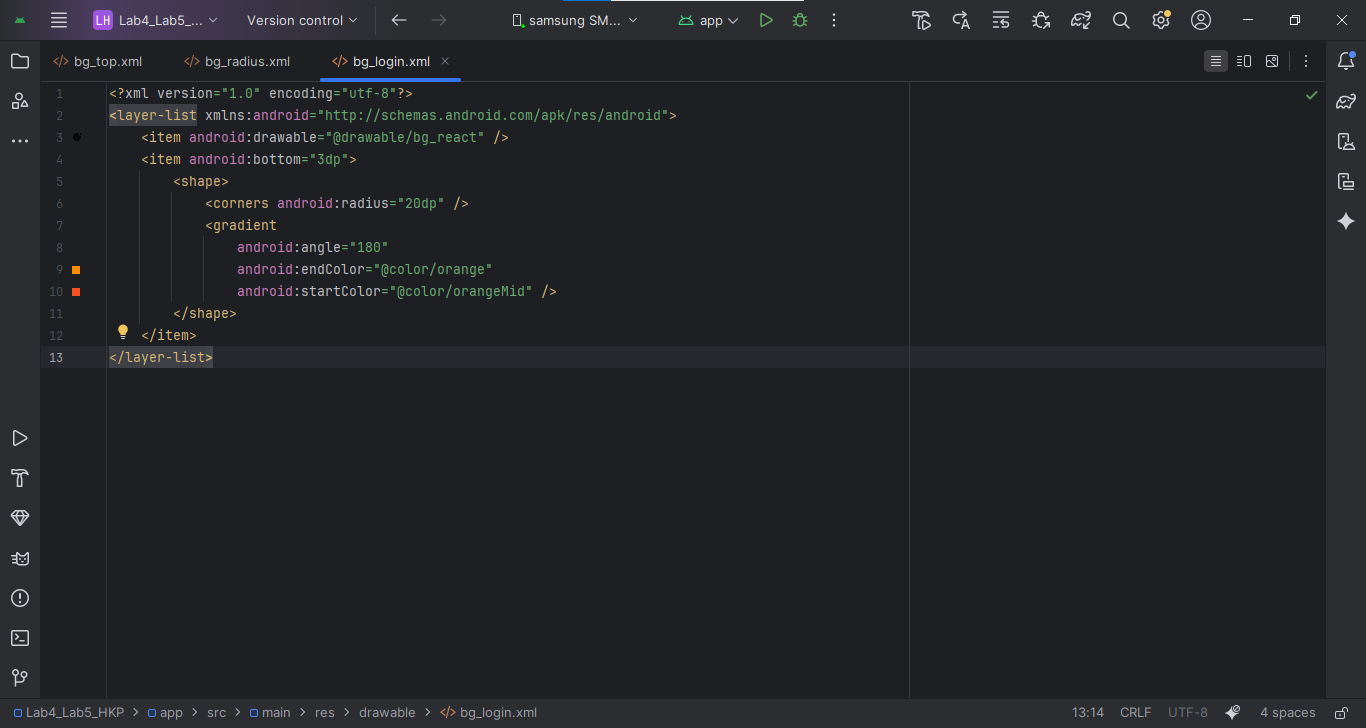 LH Lab4_Lab5_... Version control samsung SM... app
bg_top.xml bg_radius.xml bg_login.xml
1 <?xml version="1.0" encoding="utf-8"?>
2 <layer-list xmlns:android="http://schemas.android.com/apk/res/android">
3 <item android:drawable="@drawable/bg_react" />
4 <item android:bottom="3dp">
5 <shape>
6 <corners android:radius="20dp" />
7 <gradient
8 android:angle="180"
9 android:endColor="@color/orange"
10 android:startColor="@color/orangeMid" />
11 </shape>
12 </item>
13 </layer-list>
Lab4_Lab5_HKP > app > src > main > res > drawable > bg_login.xml 13:14 CRLF UTF-8 4 spaces